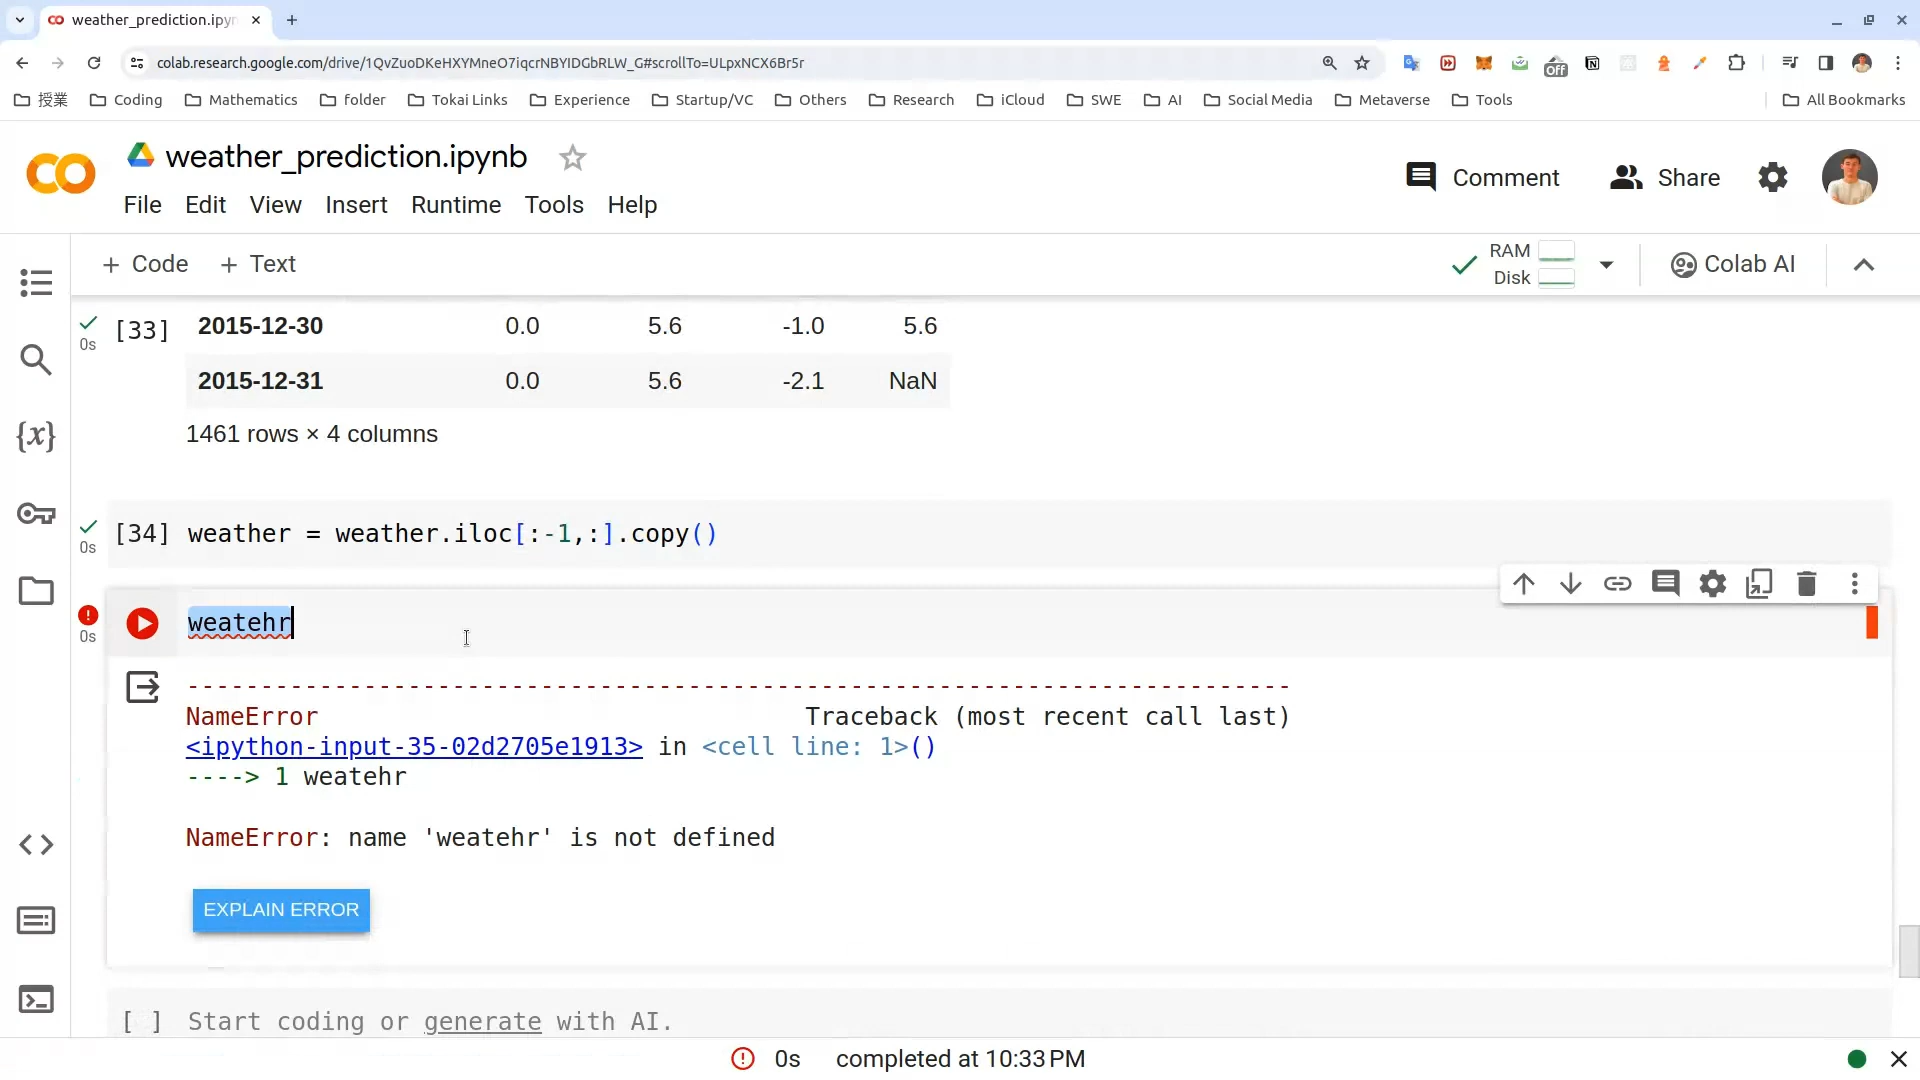 weather_prediction.ipyn
colab.research.google.com/drive/1QvZuoDKeHXYMneO7iqcrNBYIDGbRLW_G#scrollTo=ULpxNCX6Br5r
Off
授業 Coding Mathematics folder Tokai Links Experience Startup/VC Others Research iCloud SWE AI Social Media Metaverse Tools All Bookmarks
weather_prediction.ipynb
Comment Share
File Edit View Insert Runtime Tools Help
+ Code + Text RAM Disk Colab AI
0s [33] 2015-12-30 0.0 5.6 -1.0 5.6
2015-12-31 0.0 5.6 -2.1 NaN
1461 rows × 4 columns
0s [34] weather = weather.iloc[:-1,:].copy()
0s weatehr
---------------------------------------------------------------------------
NameError Traceback (most recent call last)
<ipython-input-35-02d2705e1913> in <cell line: 1>()
----> 1 weatehr
NameError: name 'weatehr' is not defined
EXPLAIN ERROR
[ ] Start coding or generate with AI.
0s completed at 10:33 PM